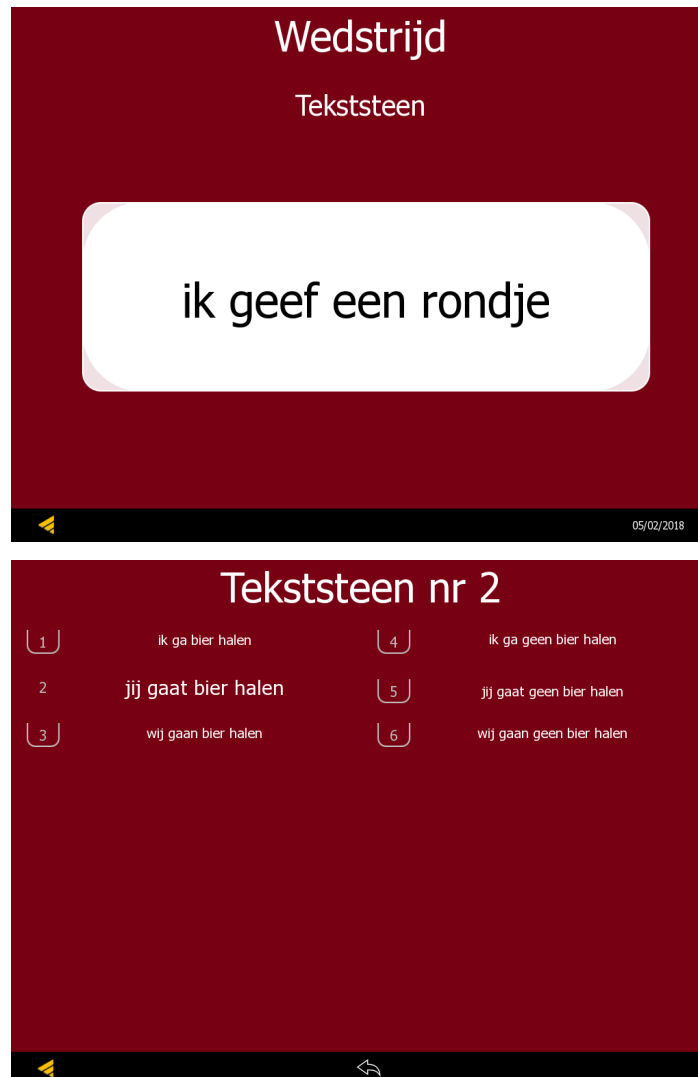 Wedstrijd
Tekststeen
ik geef een rondje
05/02/2018
Tekststeen nr 2
1 ik ga bier halen
4 ik ga geen bier halen
2 jij gaat bier halen
5 jij gaat geen bier halen
3 wij gaan bier halen
6 wij gaan geen bier halen